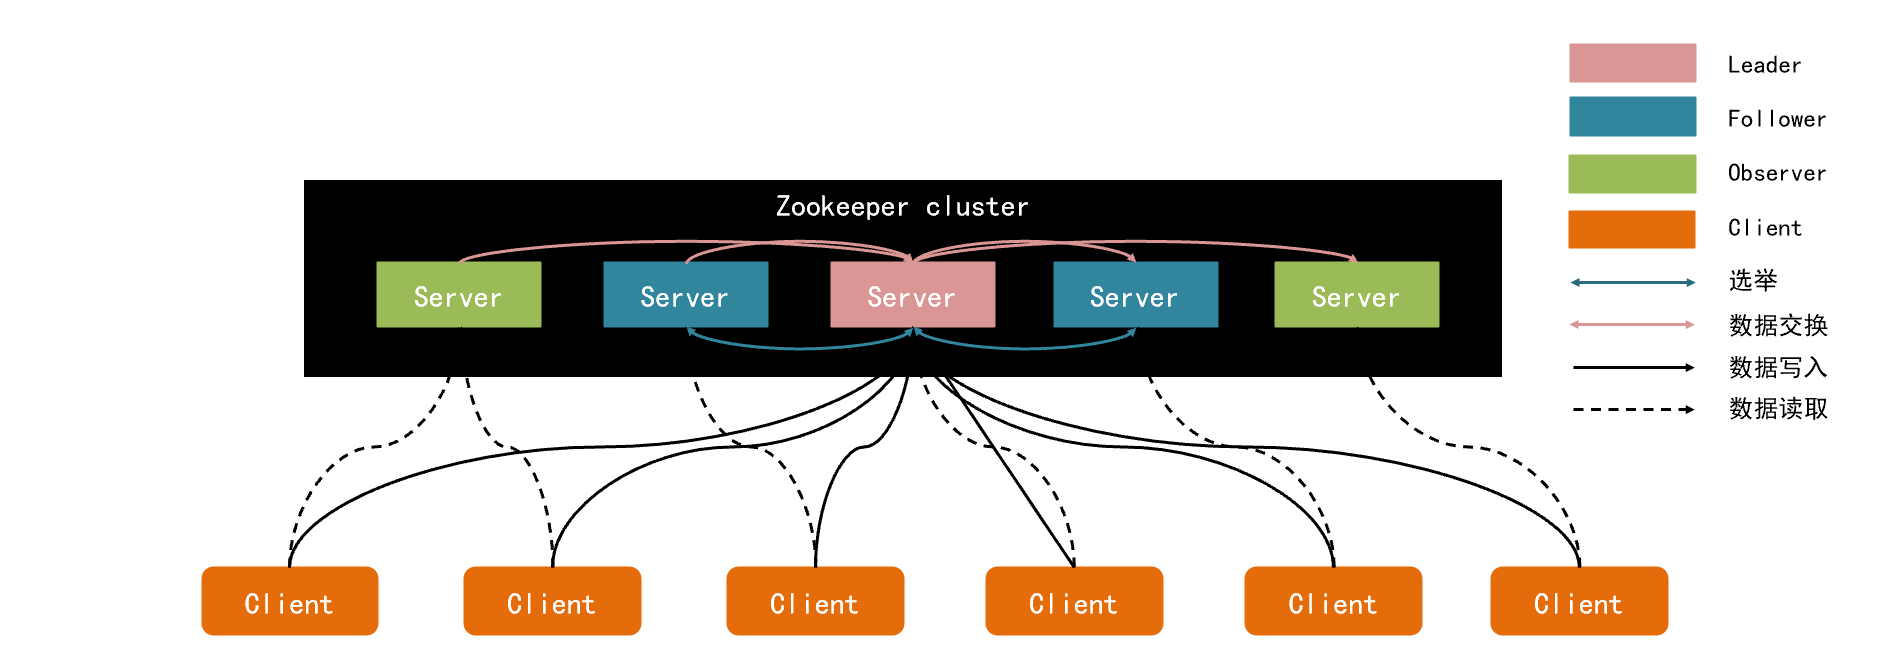 Leader
Follower
Observer
Client
选举
数据交换
数据写入
数据读取
Zookeeper cluster
Server
Server
Server
Server
Server
Client
Client
Client
Client
Client
Client